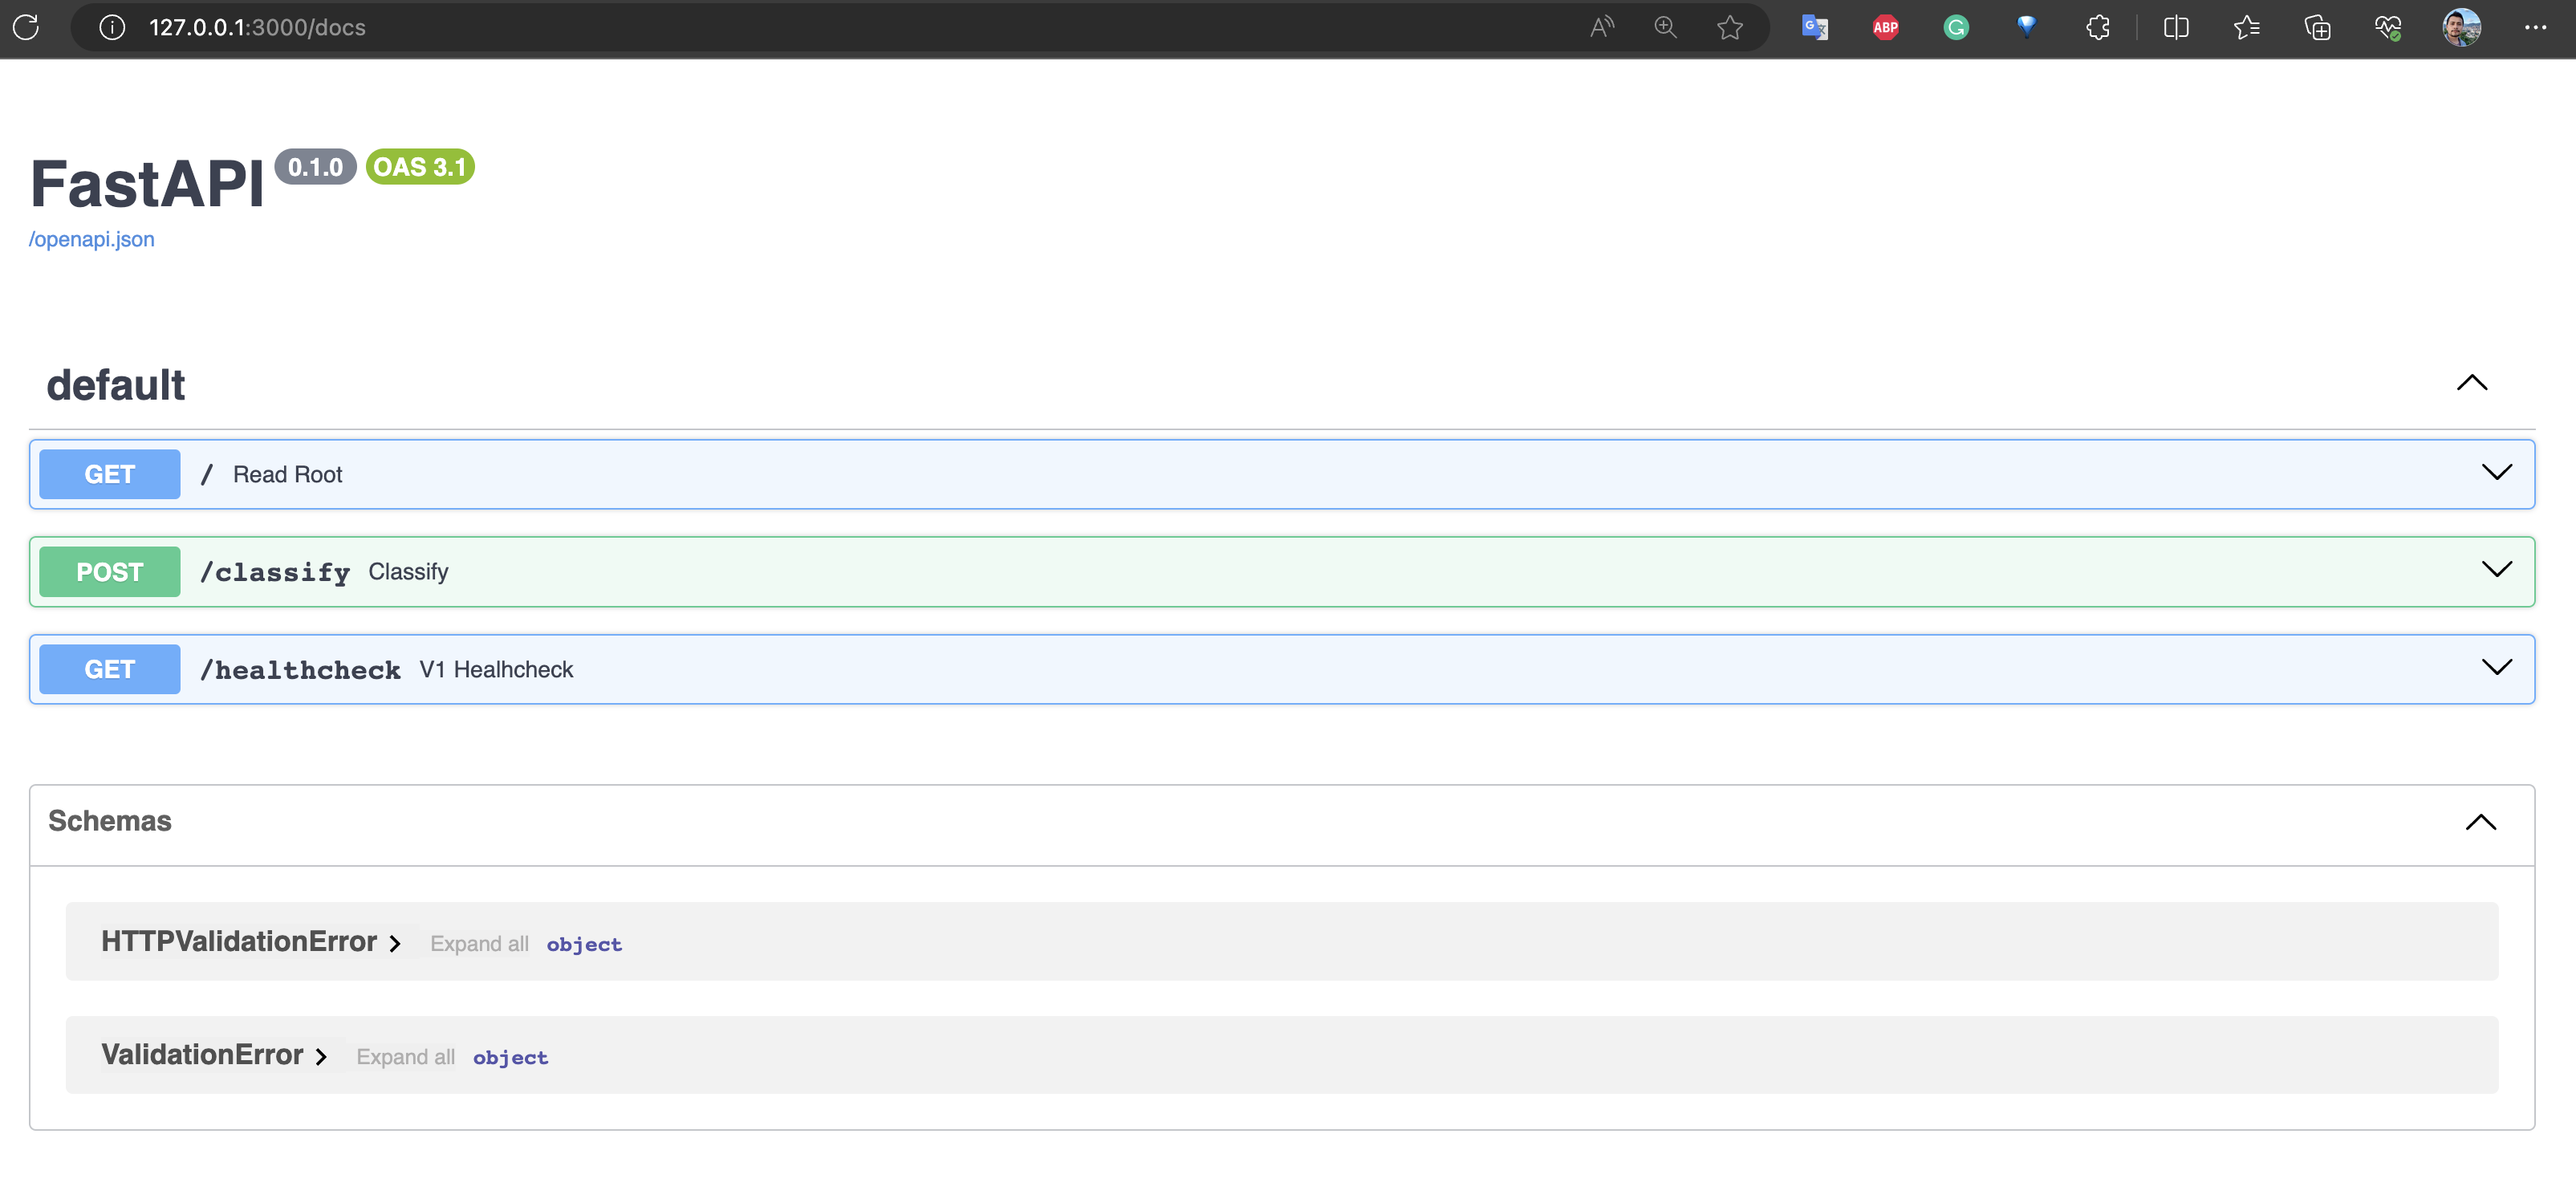 127.0.0.1:3000/docs
ABP
FastAPI 0.1.0 OAS 3.1
/openapi.json
default
GET / Read Root
POST /classify Classify
GET /healthcheck V1 Healhcheck
Schemas
HTTPValidationError Expand all object
ValidationError Expand all object